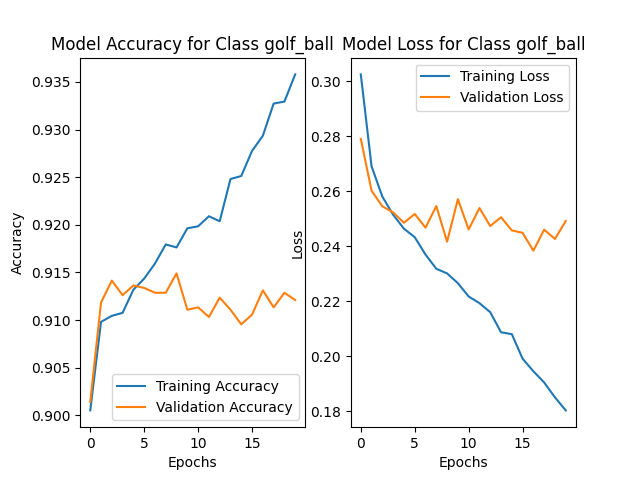 Model Accuracy for Class golf_ball
0.935
0.930
0.925
0.920
0.915
0.910
0.905
0.900
Accuracy
0 5 10 15
Epochs
Training Accuracy
Validation Accuracy
Model Loss for Class golf_ball
0.30
0.28
0.26
0.24
0.22
0.20
0.18
Loss
0 5 10 15
Epochs
Training Loss
Validation Loss